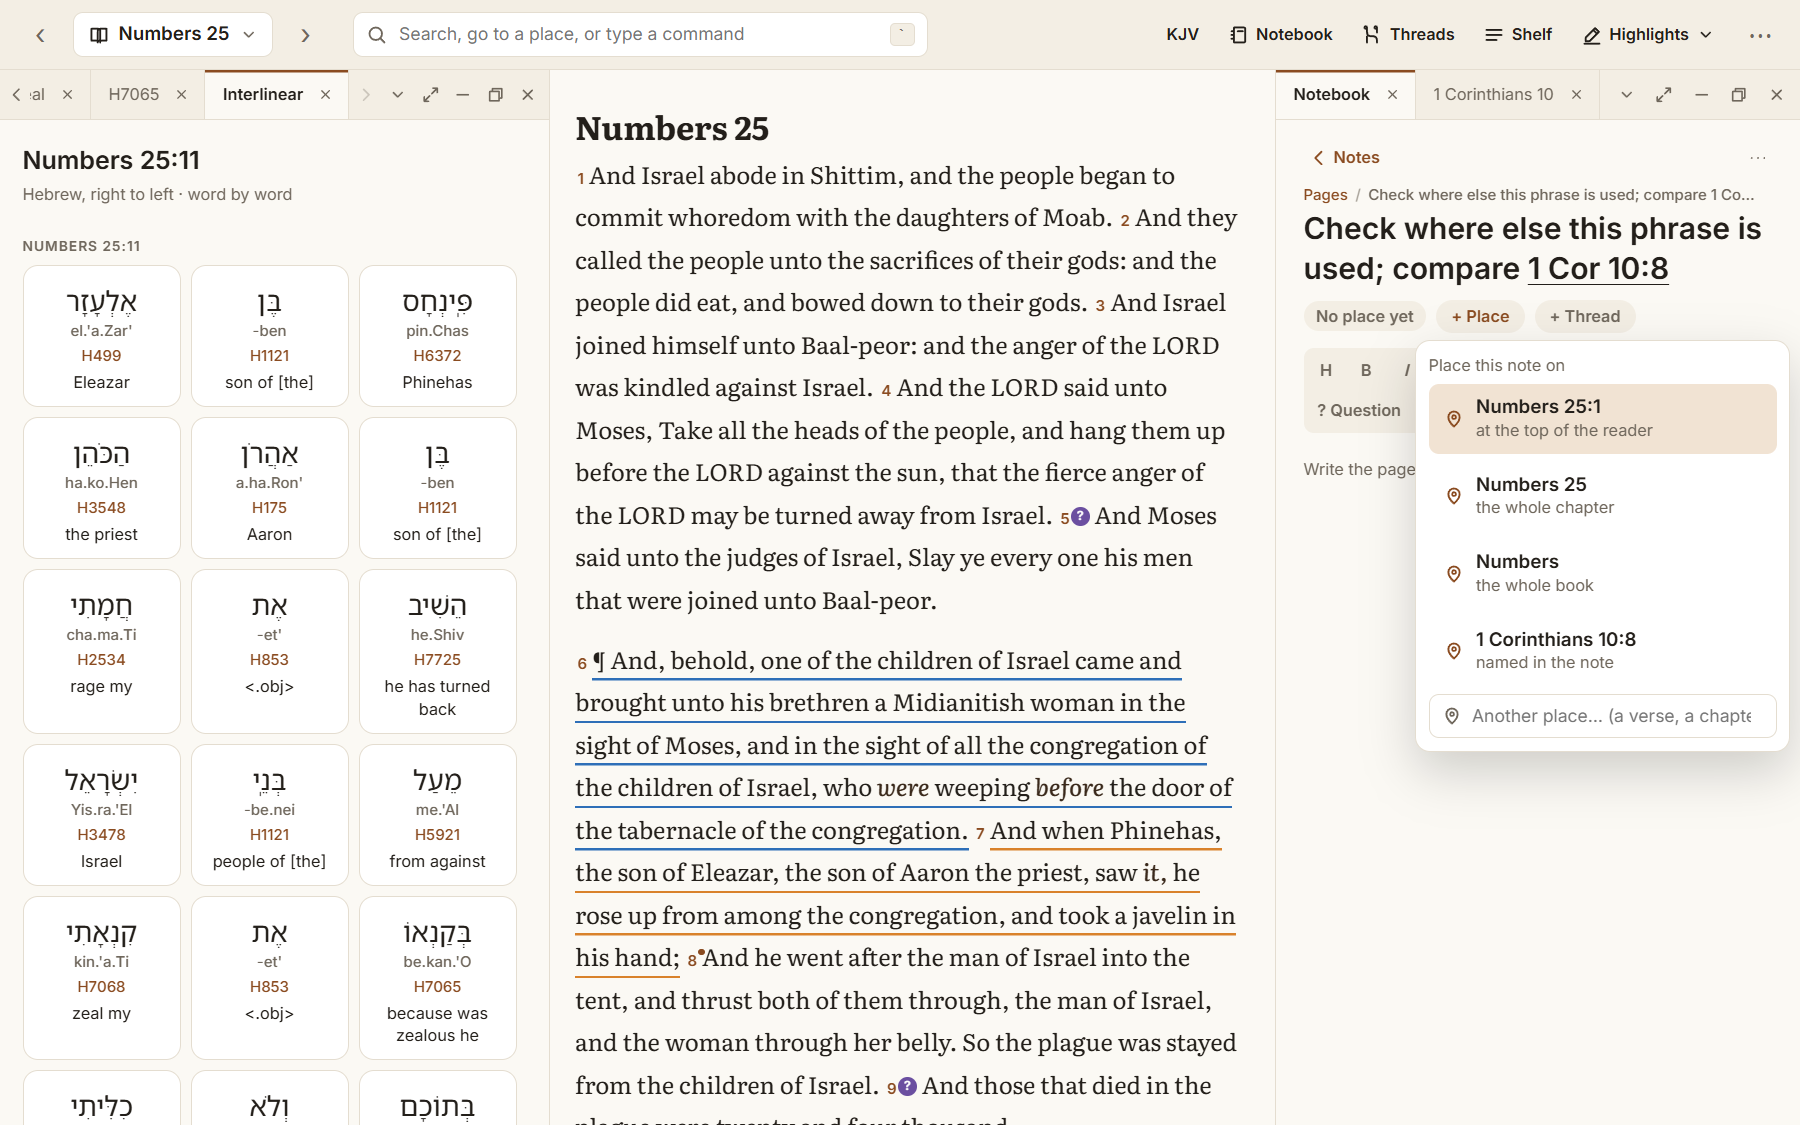 Numbers 25
Search, go to a place, or type a command
`
KJV
Notebook
Threads
Shelf
Highlights
eal
H7065
Interlinear
Numbers 25:11
Hebrew, right to left · word by word
NUMBERS 25:11
אֶלְעָזָר
el.'a.Zar'
H499
Eleazar
בֶּן
-ben
H1121
son of [the]
פִּֽינְחָס
pin.Chas
H6372
Phinehas
הַכֹּהֵן
ha.ko.Hen
H3548
the priest
אַהֲרֹן
a.ha.Ron'
H175
Aaron
בֶּן
-ben
H1121
son of [the]
חֲמָתִי
cha.ma.Ti
H2534
rage my
אֶת
-et'
H853
<.obj>
הֵשִׁיב
he.Shiv
H7725
he has turned
back
יִשְׂרָאֵל
Yis.ra.'El
H3478
Israel
בְּנֵֽי
-be.nei
H1121
people of [the]
מֵעַל
me.'Al
H5921
from against
קִנְאָתִי
kin.'a.Ti
H7068
zeal my
אֶת
-et'
H853
<.obj>
בְּקַנְאוֹ
be.kan.'O
H7065
because was
zealous he
כִלִּיתִי
וְלֹא
בְּתוֹכָם
Numbers 25
1 And Israel abode in Shittim, and the people began to
commit whoredom with the daughters of Moab. 2 And they
called the people unto the sacrifices of their gods: and the
people did eat, and bowed down to their gods. 3 And Israel
joined himself unto Baal-peor: and the anger of the LORD
was kindled against Israel. 4 And the LORD said unto
Moses, Take all the heads of the people, and hang them up
before the LORD against the sun, that the fierce anger of
the LORD may be turned away from Israel. 5 ? And Moses
said unto the judges of Israel, Slay ye every one his men
that were joined unto Baal-peor.
6 ¶ And, behold, one of the children of Israel came and
brought unto his brethren a Midianitish woman in the
sight of Moses, and in the sight of all the congregation of
the children of Israel, who were weeping before the door of
the tabernacle of the congregation. 7 And when Phinehas,
the son of Eleazar, the son of Aaron the priest, saw it, he
rose up from among the congregation, and took a javelin in
his hand; 8 And he went after the man of Israel into the
tent, and thrust both of them through, the man of Israel,
and the woman through her belly. So the plague was stayed
from the children of Israel. 9 ? And those that died in the
plague were twenty and four thousand.
Notebook
1 Corinthians 10
Notes
Pages / Check where else this phrase is used; compare 1 Co...
Check where else this phrase is
used; compare 1 Cor 10:8
No place yet
+ Place
+ Thread
H B I
? Question
Write the page
Place this note on
Numbers 25:1
at the top of the reader
Numbers 25
the whole chapter
Numbers
the whole book
1 Corinthians 10:8
named in the note
Another place... (a verse, a chapte